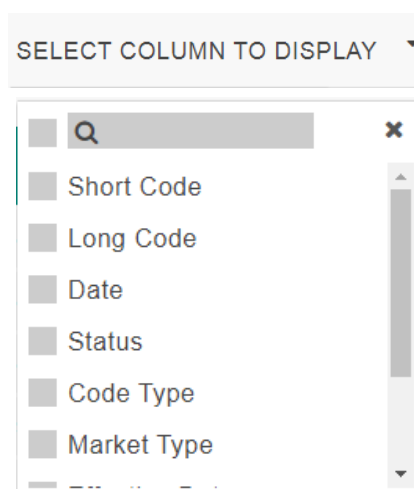 SELECT COLUMN TO DISPLAY
Short Code
Long Code
Date
Status
Code Type
Market Type